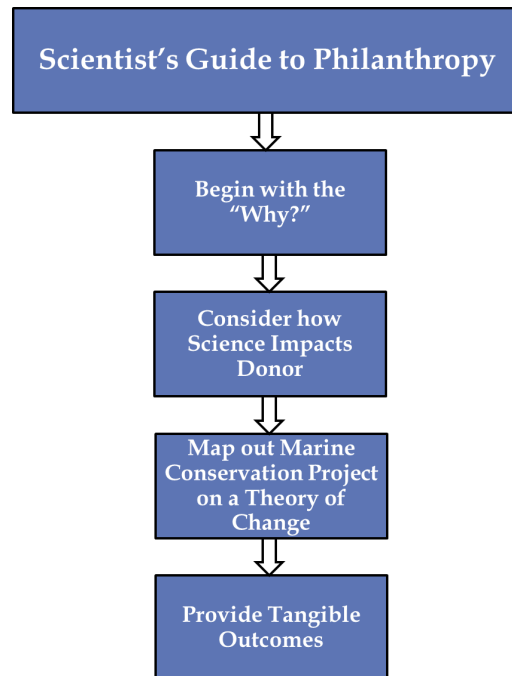 Scientist’s Guide to Philanthropy
Begin with the
“Why?”
Consider how
Science Impacts
Donor
Map out Marine
Conservation Project
on a Theory of
Change
Provide Tangible
Outcomes